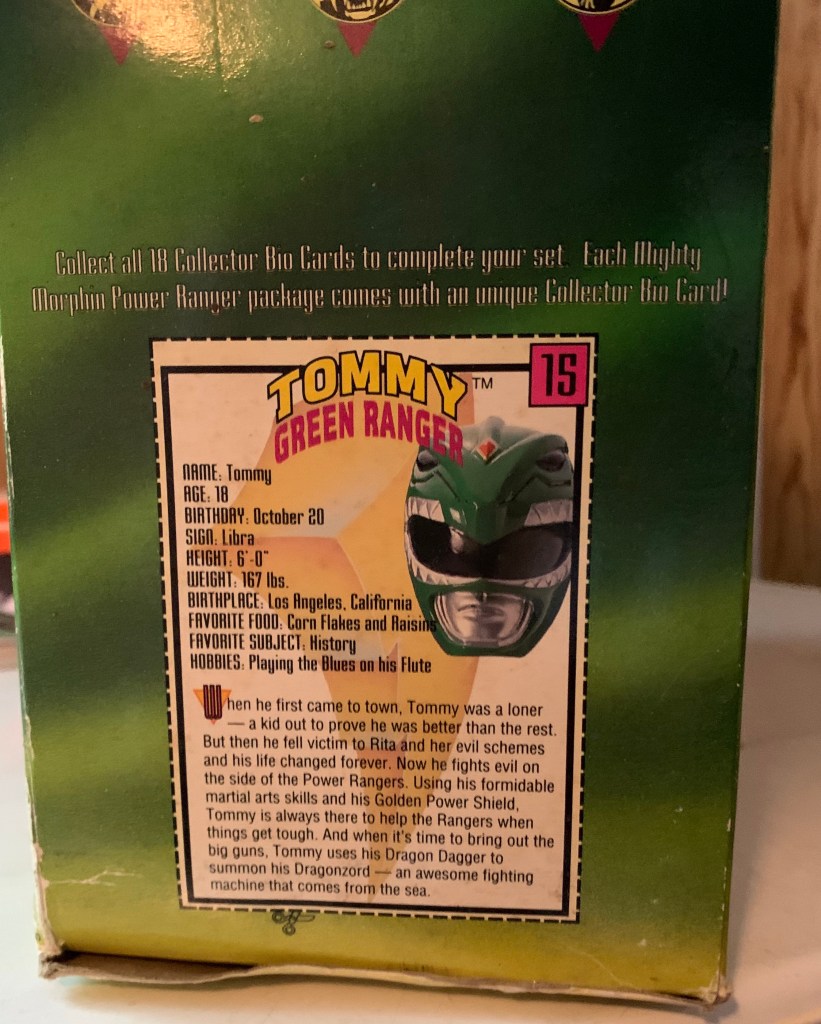 Collect all 18 Collector Bio Cards to complete your set. Each Mighty
Morphin Power Ranger package comes with an unique Collector Bio Card!
TOMMY™
15
GREEN RANGER
NAME: Tommy
AGE: 18
BIRTHDAY: October 20
SIGN: Libra
HEIGHT: 6'-0"
WEIGHT: 167 lbs.
BIRTHPLACE: Los Angeles, California
FAVORITE FOOD: Corn Flakes and Raisins
FAVORITE SUBJECT: History
HOBBIES: Playing the Blues on his Flute
When he first came to town, Tommy was a loner
— a kid out to prove he was better than the rest.
But then he fell victim to Rita and her evil schemes
and his life changed forever. Now he fights evil on
the side of the Power Rangers. Using his formidable
martial arts skills and his Golden Power Shield,
Tommy is always there to help the Rangers when
things get tough. And when it's time to bring out the
big guns, Tommy uses his Dragon Dagger to
summon his Dragonzord — an awesome fighting
machine that comes from the sea.